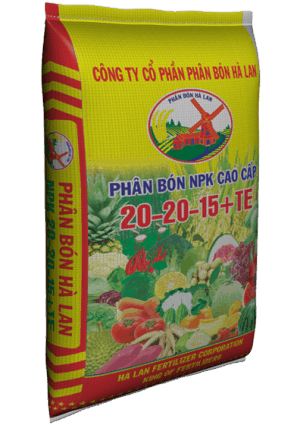 CÔNG TY CỔ PHẦN PHÂN BÓN HÀ LAN
PHÂN BÓN HÀ LAN
PHÂN BÓN NPK CAO CẤP
20-20-15+TE
HA LAN FERTILIZER CORPORATION
KIND OF FERTILIZERS
PHÂN BÓN HÀ LAN
NPK 20-20-15+TE